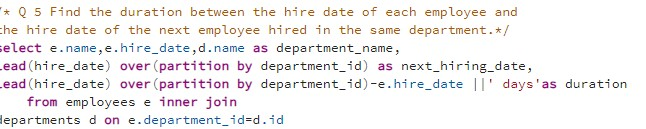 /* Q 5 Find the duration between the hire date of each employee and
the hire date of the next employee hired in the same department.*/
select e.name,e.hire_date,d.name as department_name,
lead(hire_date) over(partition by department_id) as next_hiring_date,
lead(hire_date) over(partition by department_id)-e.hire_date ||' days'as duration
from employees e inner join
departments d on e.department_id=d.id